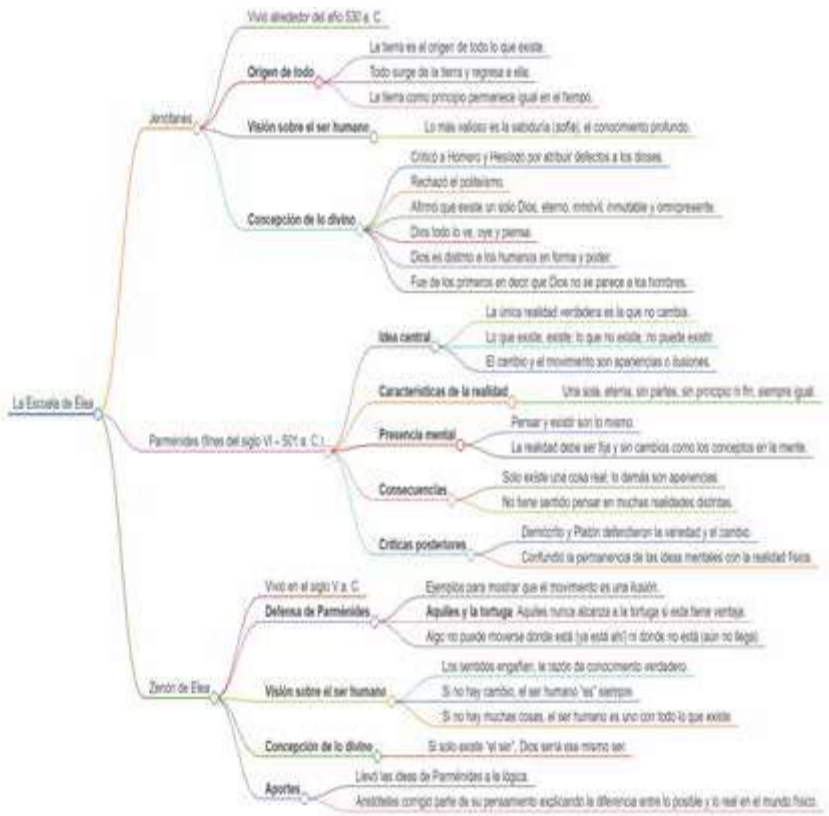 La Escuela de Elea
Jenófanes
Vivió alrededor del año 530 a. C.
Origen de todo
La tierra es el origen de todo lo que existe.
Todo surge de la tierra y regresa a ella.
La tierra como principio permanece igual en el tiempo.
Visión sobre el ser humano
Lo más valioso es la sabiduría (sofía), el conocimiento profundo.
Concepción de lo divino
Criticó a Homero y Hesíodo por atribuir defectos a los dioses.
Rechazó el politeísmo.
Afirmó que existe un solo Dios, eterno, inmóvil, inmutable y omnipresente.
Dios todo lo ve, oye y piensa.
Dios es distinto a los humanos en forma y poder.
Fue de los primeros en decir que Dios no se parece a los hombres.
Parménides (fines del siglo VI – 501 a. C.)
Idea central
La única realidad verdadera es la que no cambia.
Lo que existe, existe; lo que no existe, no puede existir.
El cambio y el movimiento son apariencias o ilusiones.
Características de la realidad
Una sola, eterna, sin partes, sin principio ni fin, siempre igual.
Presencia mental
Pensar y existir son lo mismo.
La realidad debe ser fija y sin cambios como los conceptos en la mente.
Consecuencias
Solo existe una cosa real; lo demás son apariencias.
No tiene sentido pensar en muchas realidades distintas.
Críticas posteriores
Demócrito y Platón defendieron la variedad y el cambio.
Confundió la permanencia de las ideas mentales con la realidad física.
Zenón de Elea
Vivió en el siglo V a. C.
Defensa de Parménides
Ejemplos para mostrar que el movimiento es una ilusión.
Aquiles y la tortuga: Aquiles nunca alcanza a la tortuga si esta tiene ventaja.
Algo no puede moverse donde está (ya está ahí) ni donde no está (aún no llega).
Visión sobre el ser humano
Los sentidos engañan, la razón da conocimiento verdadero.
Si no hay cambio, el ser humano "es" siempre.
Si no hay muchas cosas, el ser humano es uno con todo lo que existe.
Concepción de lo divino
Si solo existe "el ser", Dios sería ese mismo ser.
Aportes
Llevó las ideas de Parménides a la lógica.
Aristóteles corrigió parte de su pensamiento explicando la diferencia entre lo posible y lo real en el mundo físico.